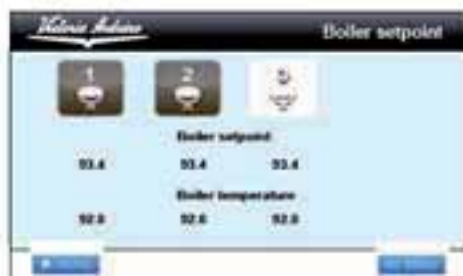 Victoria Arduino
Boiler setpoint
1 2 3
Boiler setpoint
93.4 93.4 93.4
Boiler temperature
92.8 92.8 92.8